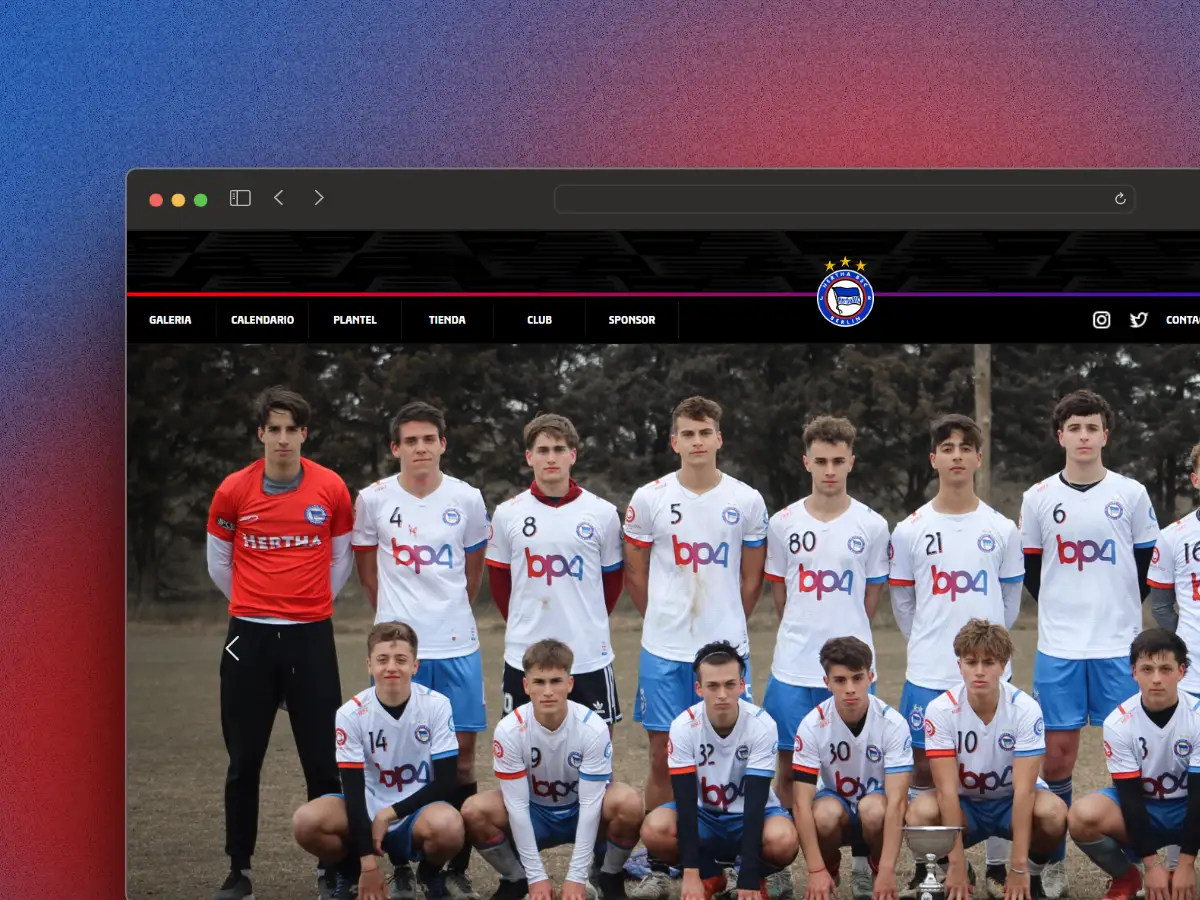 HERTHA BSC
BERLIN
GALERIA
CALENDARIO
PLANTEL
TIENDA
CLUB
SPONSOR
CONTA
HERTHA
4
bp4
8
bp4
5
bp4
80
bp4
21
bp4
6
bp4
16
14
bp4
9
bp4
32
bp4
30
bp4
10
bp4
3
bp4